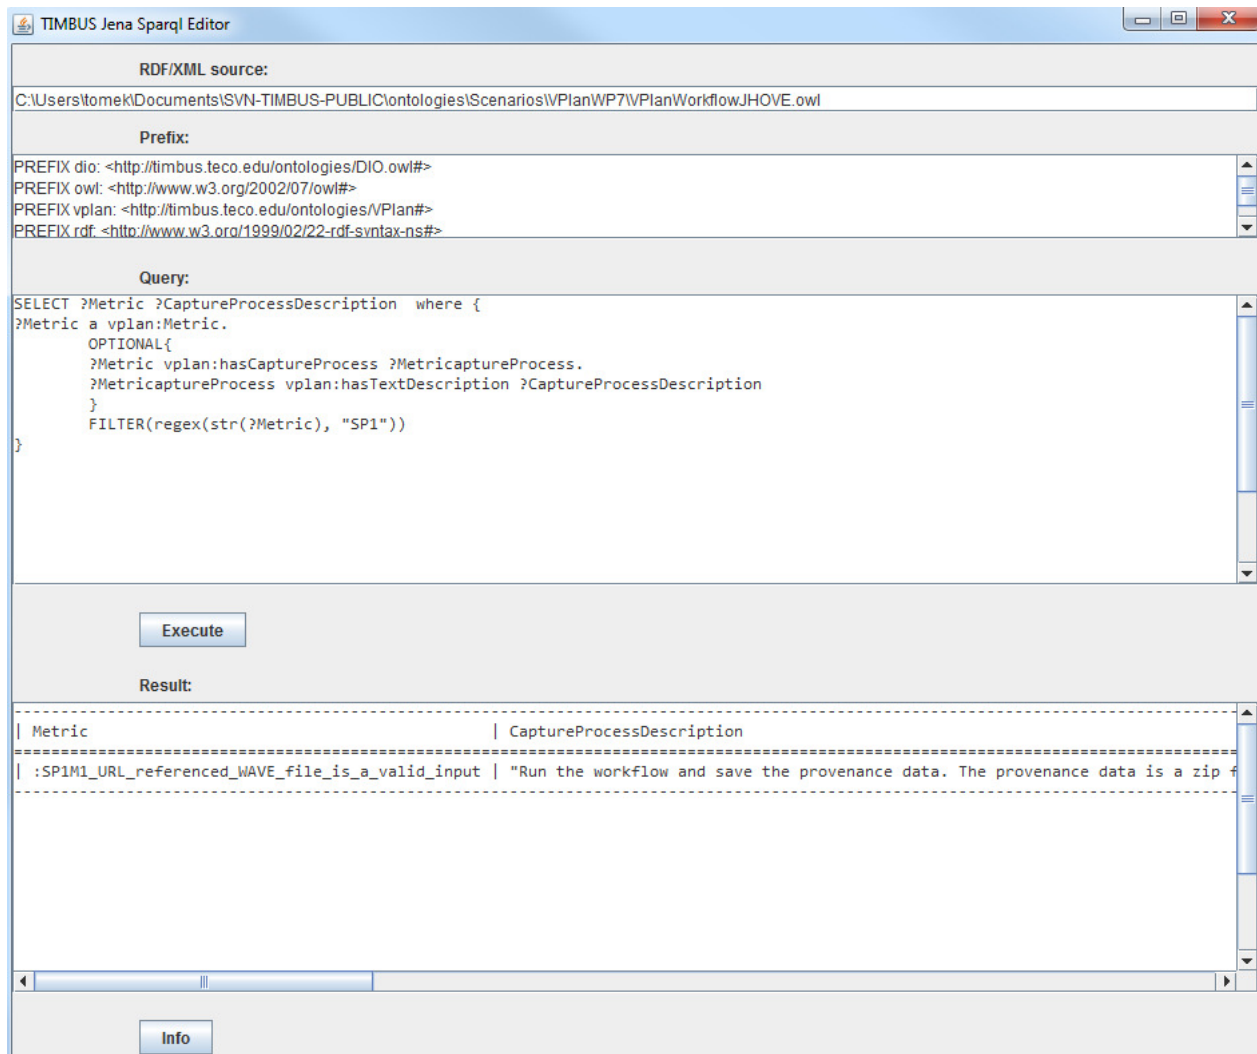 TIMBUS Jena Sparql Editor
RDF/XML source:
C:\Users\tomek\Documents\SVN-TIMBUS-PUBLIC\ontologies\Scenarios\VPlanWP7\VPlanWorkflowJHOVE.owl
Prefix:
PREFIX dio: <http://timbus.teco.edu/ontologies/DIO.owl#>
PREFIX owl: <http://www.w3.org/2002/07/owl#>
PREFIX vplan: <http://timbus.teco.edu/ontologies/VPlan#>
PREFIX rdf: <http://www.w3.org/1999/02/22-rdf-syntax-ns#>
Query:
SELECT ?Metric ?CaptureProcessDescription  where {
?Metric a vplan:Metric.
OPTIONAL{
?Metric vplan:hasCaptureProcess ?MetricaptureProcess.
?MetricaptureProcess vplan:hasTextDescription ?CaptureProcessDescription
}
FILTER(regex(str(?Metric), "SP1"))
}
Execute
Result:
| Metric | CaptureProcessDescription
| :SP1M1_URL_referenced_WAVE_file_is_a_valid_input | "Run the workflow and save the provenance data. The provenance data is a zip f
Info